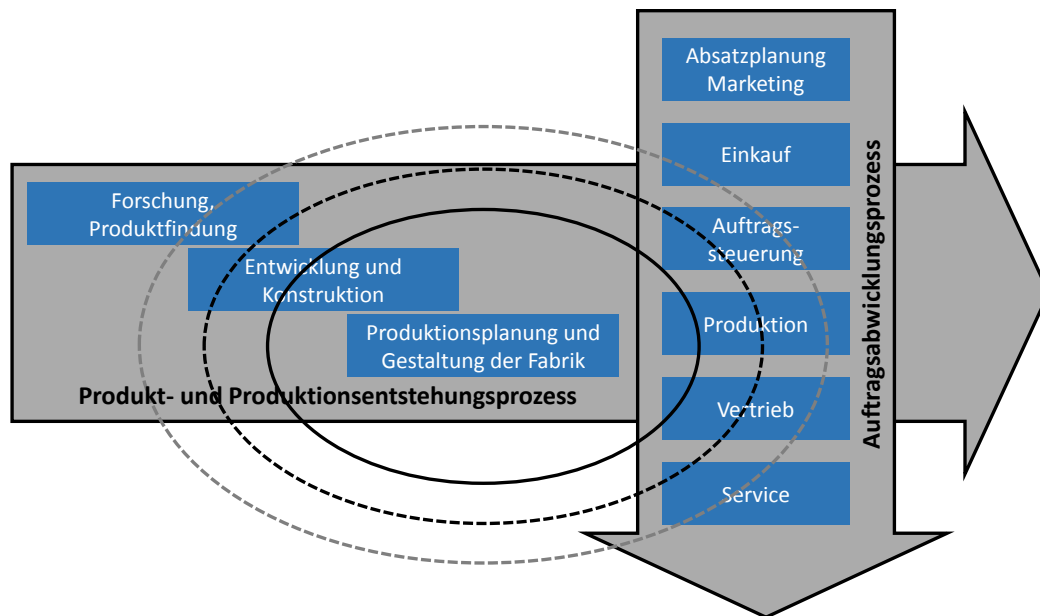 Absatzplanung
Marketing
Einkauf
Forschung,
Produktfindung
Auftrags-
steuerung
Entwicklung und
Konstruktion
Produktion
Produktionsplanung und
Gestaltung der Fabrik
Produkt- und Produktionsentstehungsprozess
Vertrieb
Service
Auftragsabwicklungsprozess